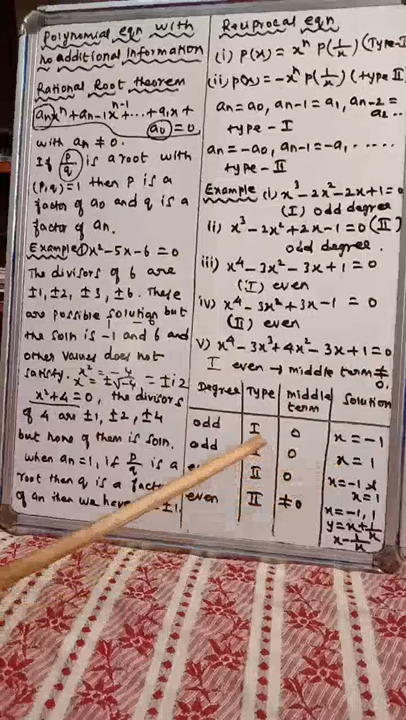 Polynomial eqn with
no additional information
Rational Root theorem
anxⁿ + an-1xⁿ⁻¹ + ... + a1x +
a0 = 0
with an ≠ 0.
If p/q is a root with
(p,q)=1 then p is a
factor of a0 and q is a
factor of an.
Example ① x²-5x-6=0
The divisors of 6 are
±1, ±2, ±3, ±6. These
are possible solution but
the soln is -1 and 6 and
other values does not
satisfy. x² = -4
x = ±√-4 = ±i2
x²+4=0, the divisors
of 4 are ±1, ±2, ±4
but none of them is soln.
when an=1, if p/q is a
root then q is a
of an then we ±1.
Reciprocal eqn
(i) P(x) = xⁿ P(1/x) (Type-I
(ii) P(x) = -xⁿ P(1/x) (type II
an=a0, an-1=a1, an-2=
a2..
type-I
an=-a0, an-1=-a1.....
type-II
Example (i) x³-2x²-2x+1=0
(I) odd degree
(ii) x³-2x²+2x-1=0 (II)
odd degree.
iii) x⁴-3x³-3x+1=0
(I) even
iv) x⁴-3x³+3x-1=0
(II) even
v) x⁴-3x³+4x²-3x+1=0
I even → middle term ≠
0.
Degree Type middle term Solution
odd I 0 x=-1
odd 0 x=1
II 0 x=-1 x=1
even II ≠0 x=-1,1
y=x+1/x
x-1/x